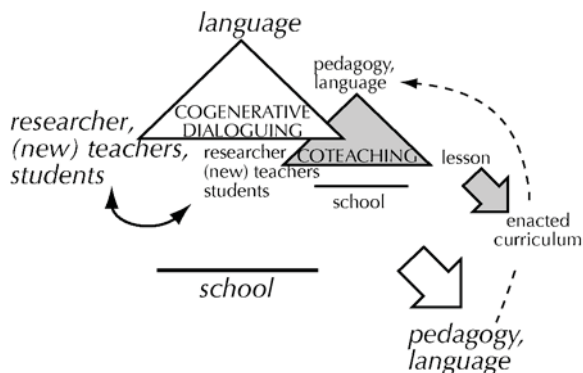 language
pedagogy,
language
COGENERATIVE
DIALOGUING
researcher,
(new) teachers,
students
researcher
(new) teachers
students
COTEACHING
lesson
school
enacted
curriculum
school
pedagogy,
language